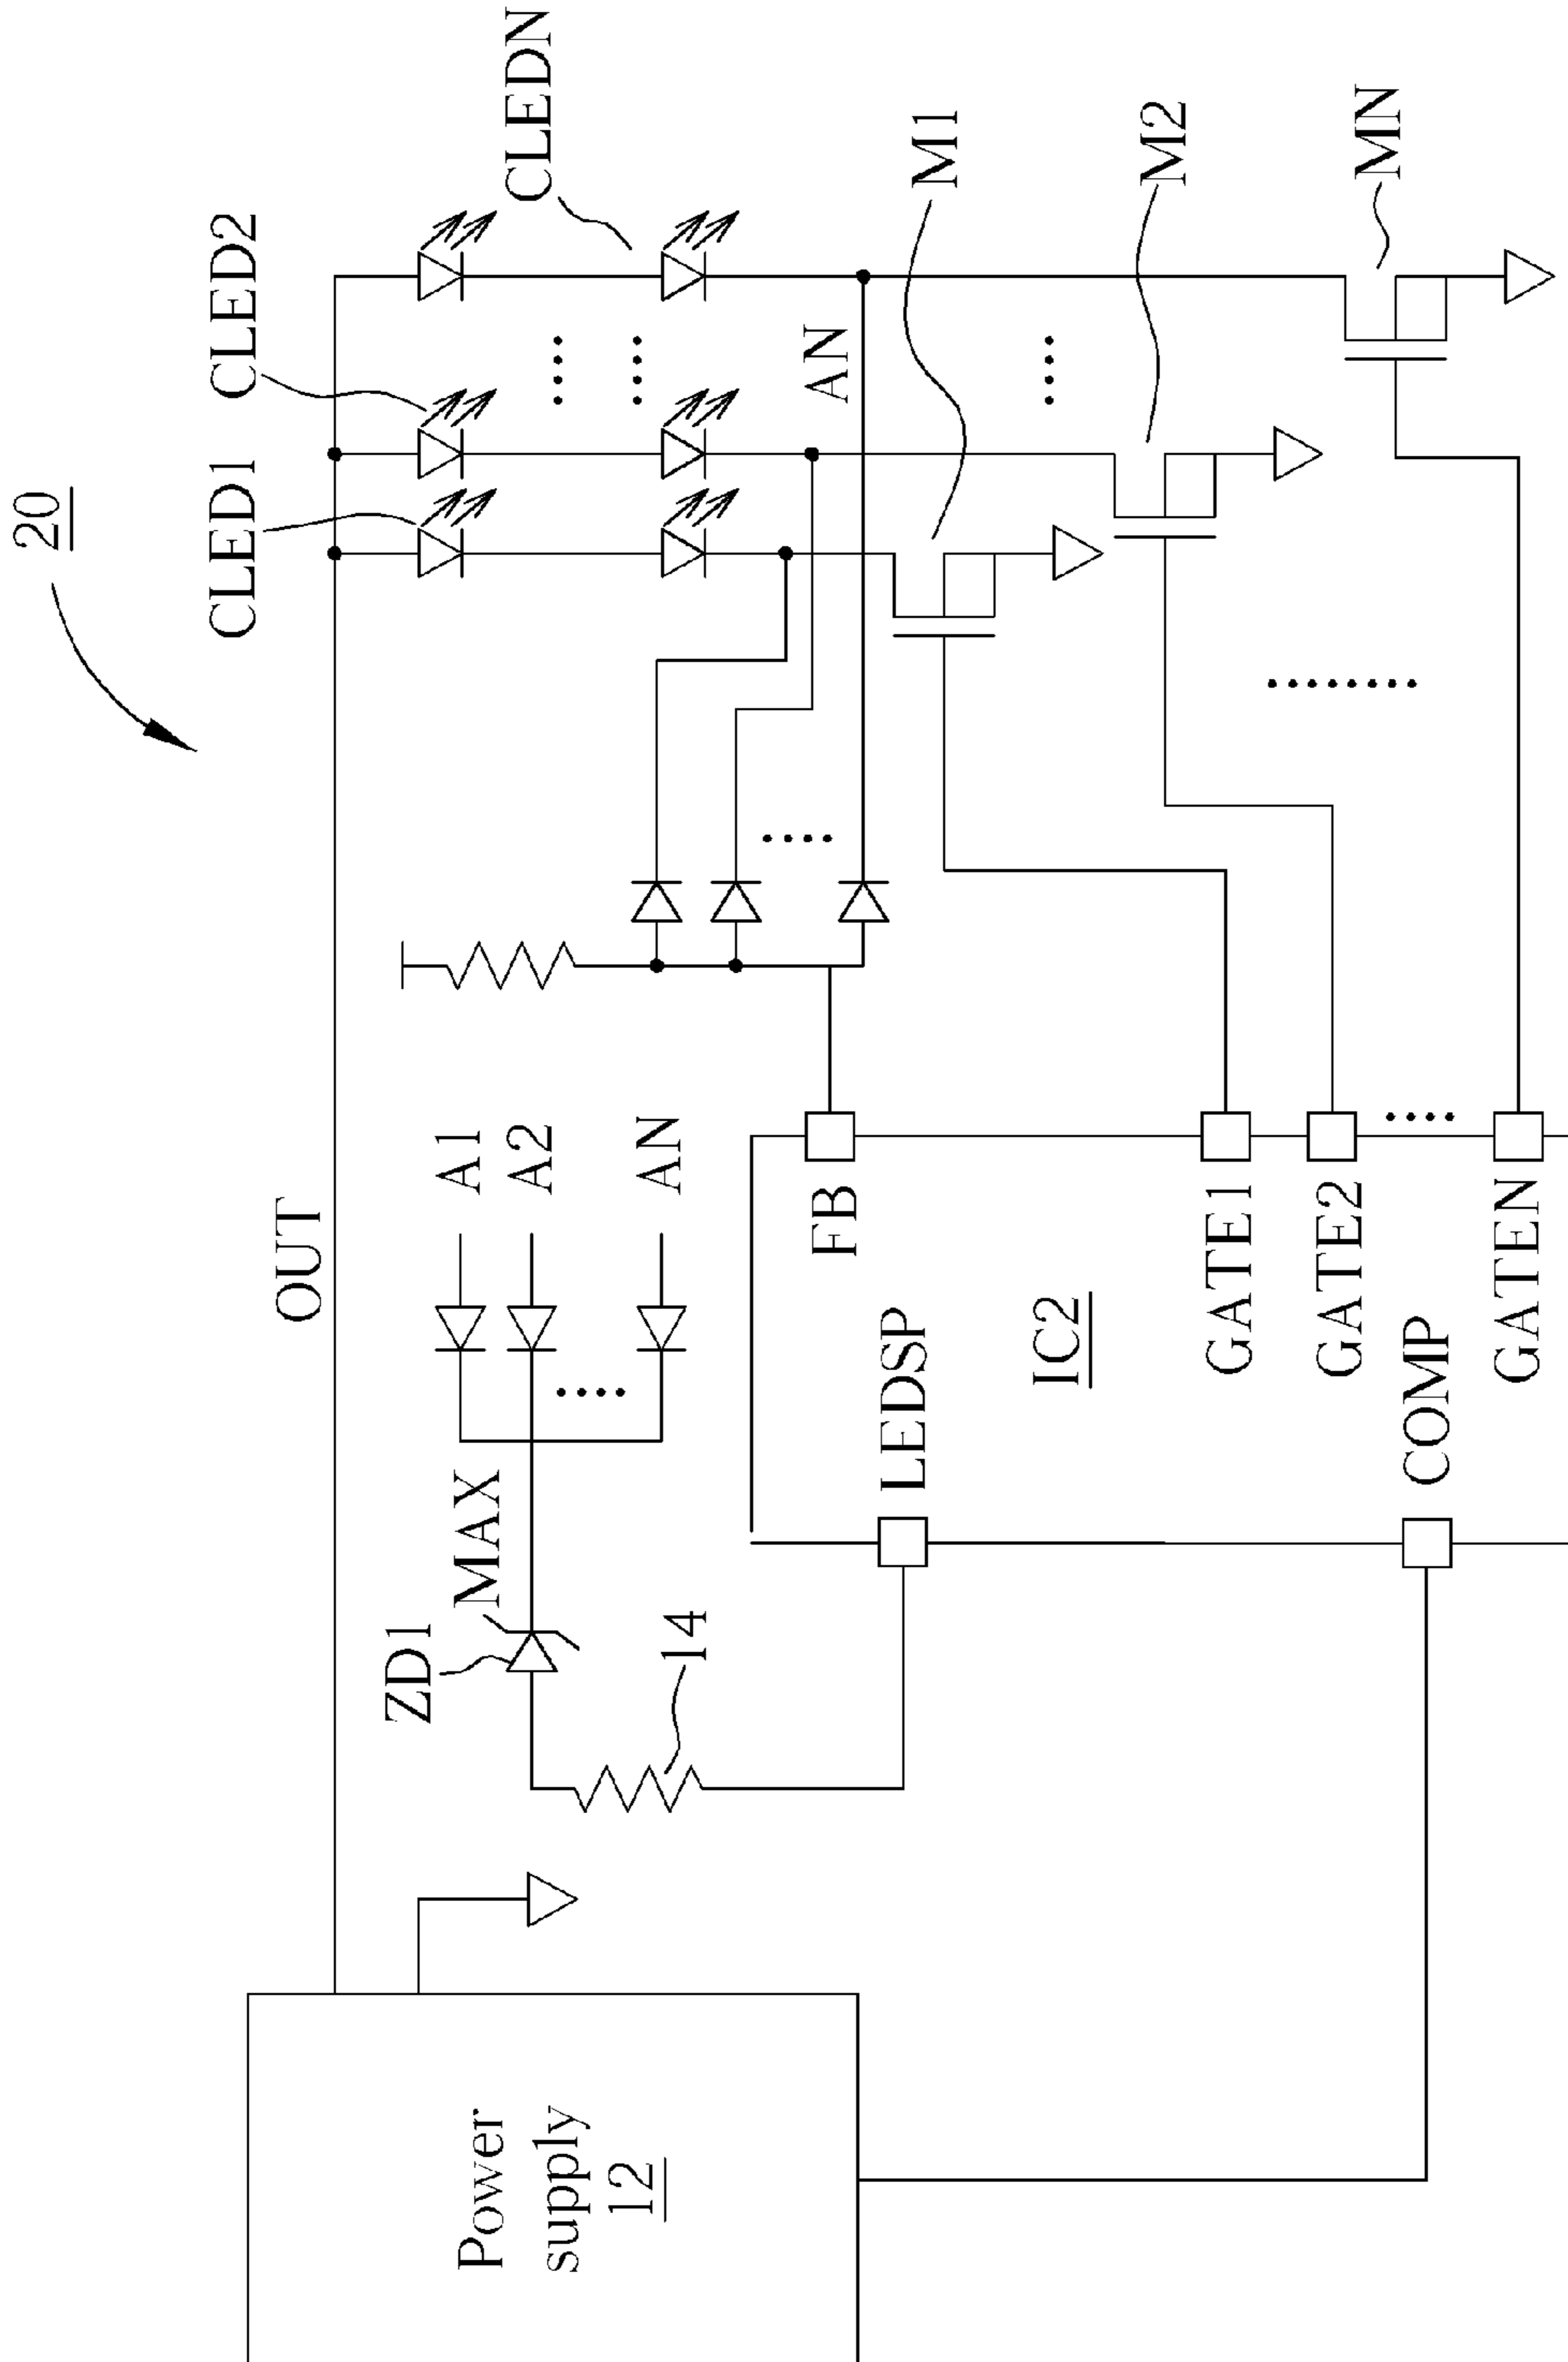 20
CLED1
CLED2
CLEDN
OUT
A1
A2
AN
MAX
ZD1
14
AN
M1
M2
MN
FB
LEDSP
IC2
GATE1
GATE2
COMP
GATEN
Power
supply
12